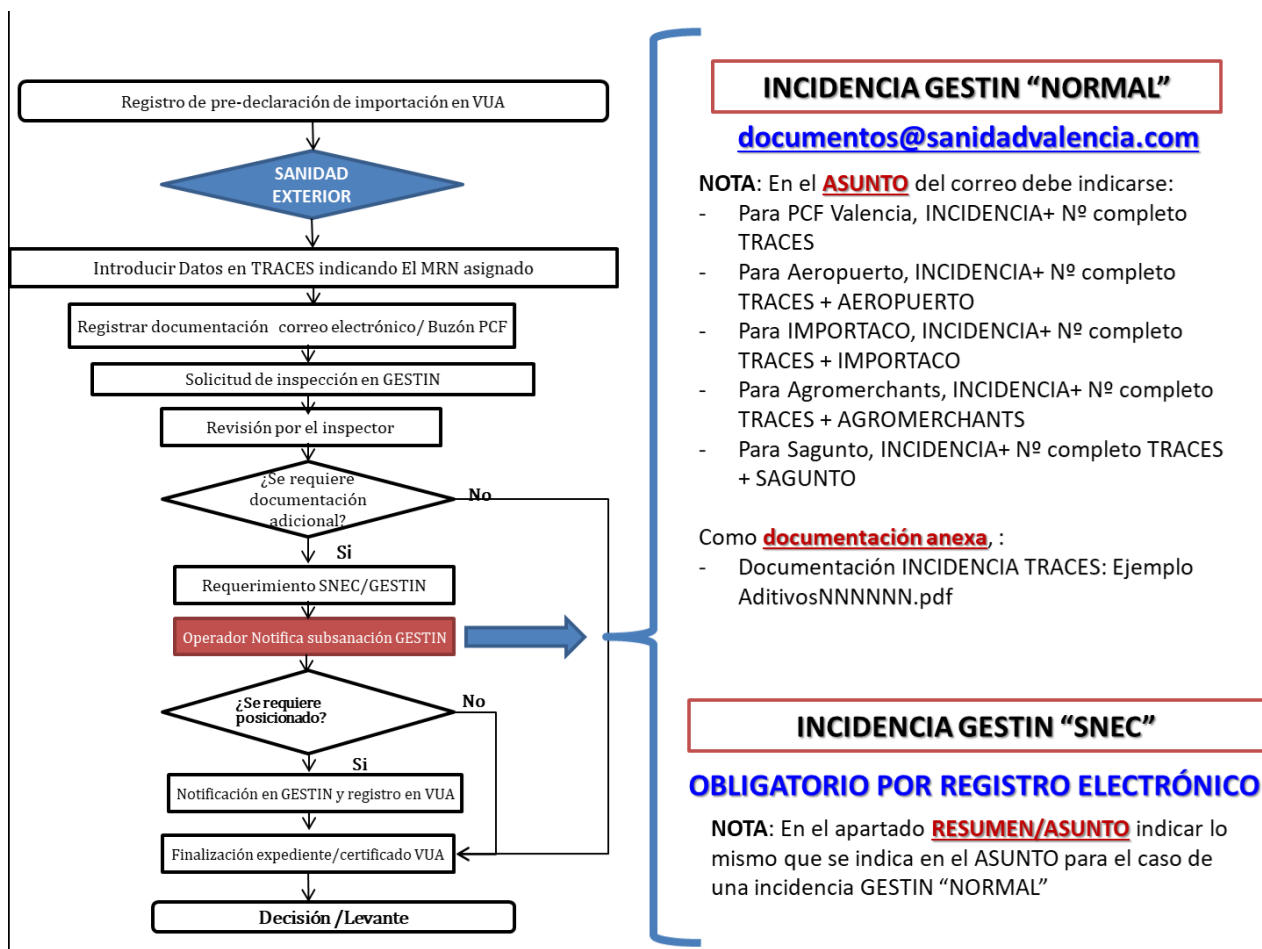 Registro de pre-declaración de importación en VUA
SANIDAD
EXTERIOR
Introducir Datos en TRACES indicando El MRN asignado
Registrar documentación correo electrónico/ Buzón PCF
Solicitud de inspección en GESTIN
Revisión por el inspector
¿Se requiere
documentación
adicional?
No
Si
Requerimiento SNEC/GESTIN
Operador Notifica subsanación GESTIN
¿Se requiere
posicionado?
No
Si
Notificación en GESTIN y registro en VUA
Finalización expediente/certificado VUA
Decisión /Levante
INCIDENCIA GESTIN “NORMAL”
documentos@sanidadvalencia.com
NOTA: En el ASUNTO del correo debe indicarse:
- Para PCF Valencia, INCIDENCIA+ Nº completo
TRACES
- Para Aeropuerto, INCIDENCIA+ Nº completo
TRACES + AEROPUERTO
- Para IMPORTACO, INCIDENCIA+ Nº completo
TRACES + IMPORTACO
- Para Agromerchants, INCIDENCIA+ Nº completo
TRACES + AGROMERCHANTS
- Para Sagunto, INCIDENCIA+ Nº completo TRACES
+ SAGUNTO
Como documentación anexa, :
- Documentación INCIDENCIA TRACES: Ejemplo
AditivosNNNNNN.pdf
INCIDENCIA GESTIN “SNEC”
OBLIGATORIO POR REGISTRO ELECTRÓNICO
NOTA: En el apartado RESUMEN/ASUNTO indicar lo
mismo que se indica en el ASUNTO para el caso de
una incidencia GESTIN “NORMAL”